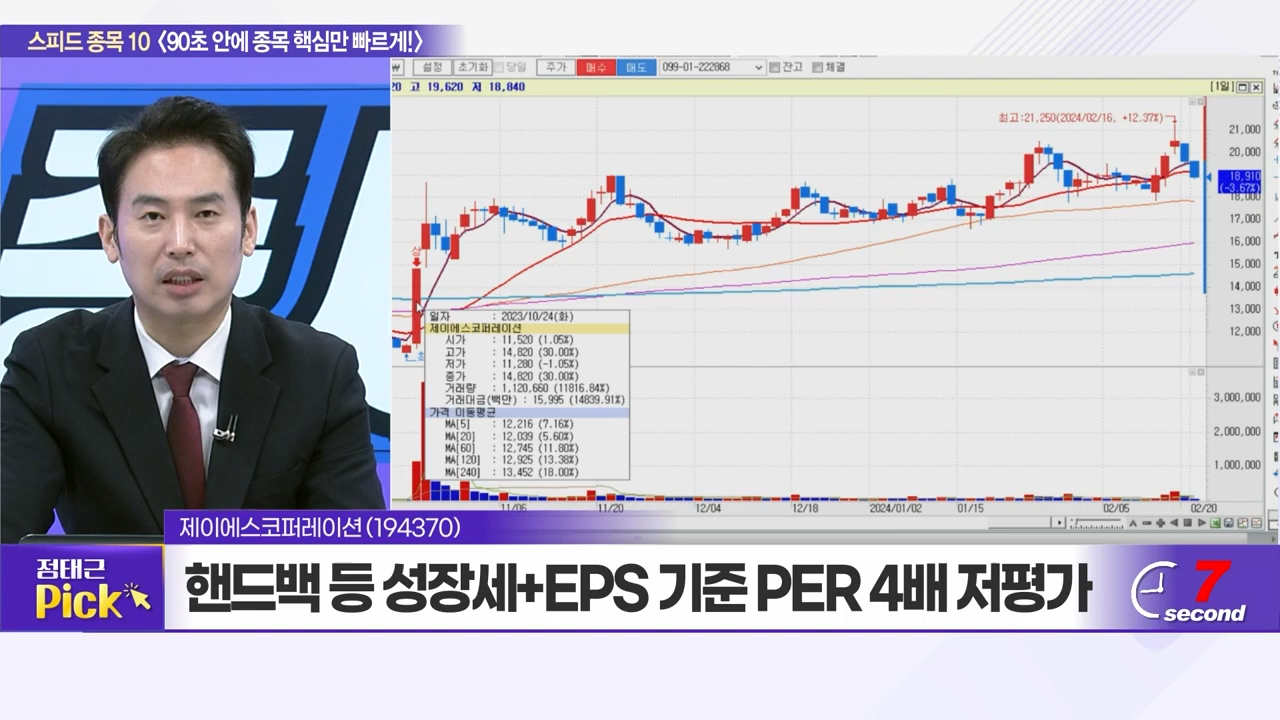 스피드 종목 10 〈90초 안에 종목 핵심만 빠르게!〉
₩ 설정 초기화 당일 주가 매수 매도 099-01-222868 잔고 체결
20 고 19,620 저 18,840 [1일]
최고:21,250(2024/02/16, +12.37%)
21,000
20,000
18,910
(-3.67%)
18,000
17,000
16,000
15,000
14,000
13,000
12,000
상
일자 : 2023/10/24(화)
제이에스코퍼레이션
시가 : 11,520 (1.05%)
고가 : 14,820 (30.00%)
저가 : 11,280 (-1.05%)
종가 : 14,820 (30.00%)
거래량 : 1,120,660 (11816.84%)
거래대금(백만) : 15,995 (14839.91%)
가격 이동평균
MA[5] : 12,216 (7.16%)
MA[20] : 12,039 (5.60%)
MA[60] : 12,745 (11.80%)
MA[120] : 12,925 (13.38%)
MA[240] : 13,452 (18.00%)
3,000,000
2,000,000
1,000,000
11/06 11/20 12/04 12/18 2024/01/02 01/15 02/05 02/20
제이에스코퍼레이션(194370)
정태근
Pick
핸드백 등 성장세+EPS 기준 PER 4배 저평가
7
second